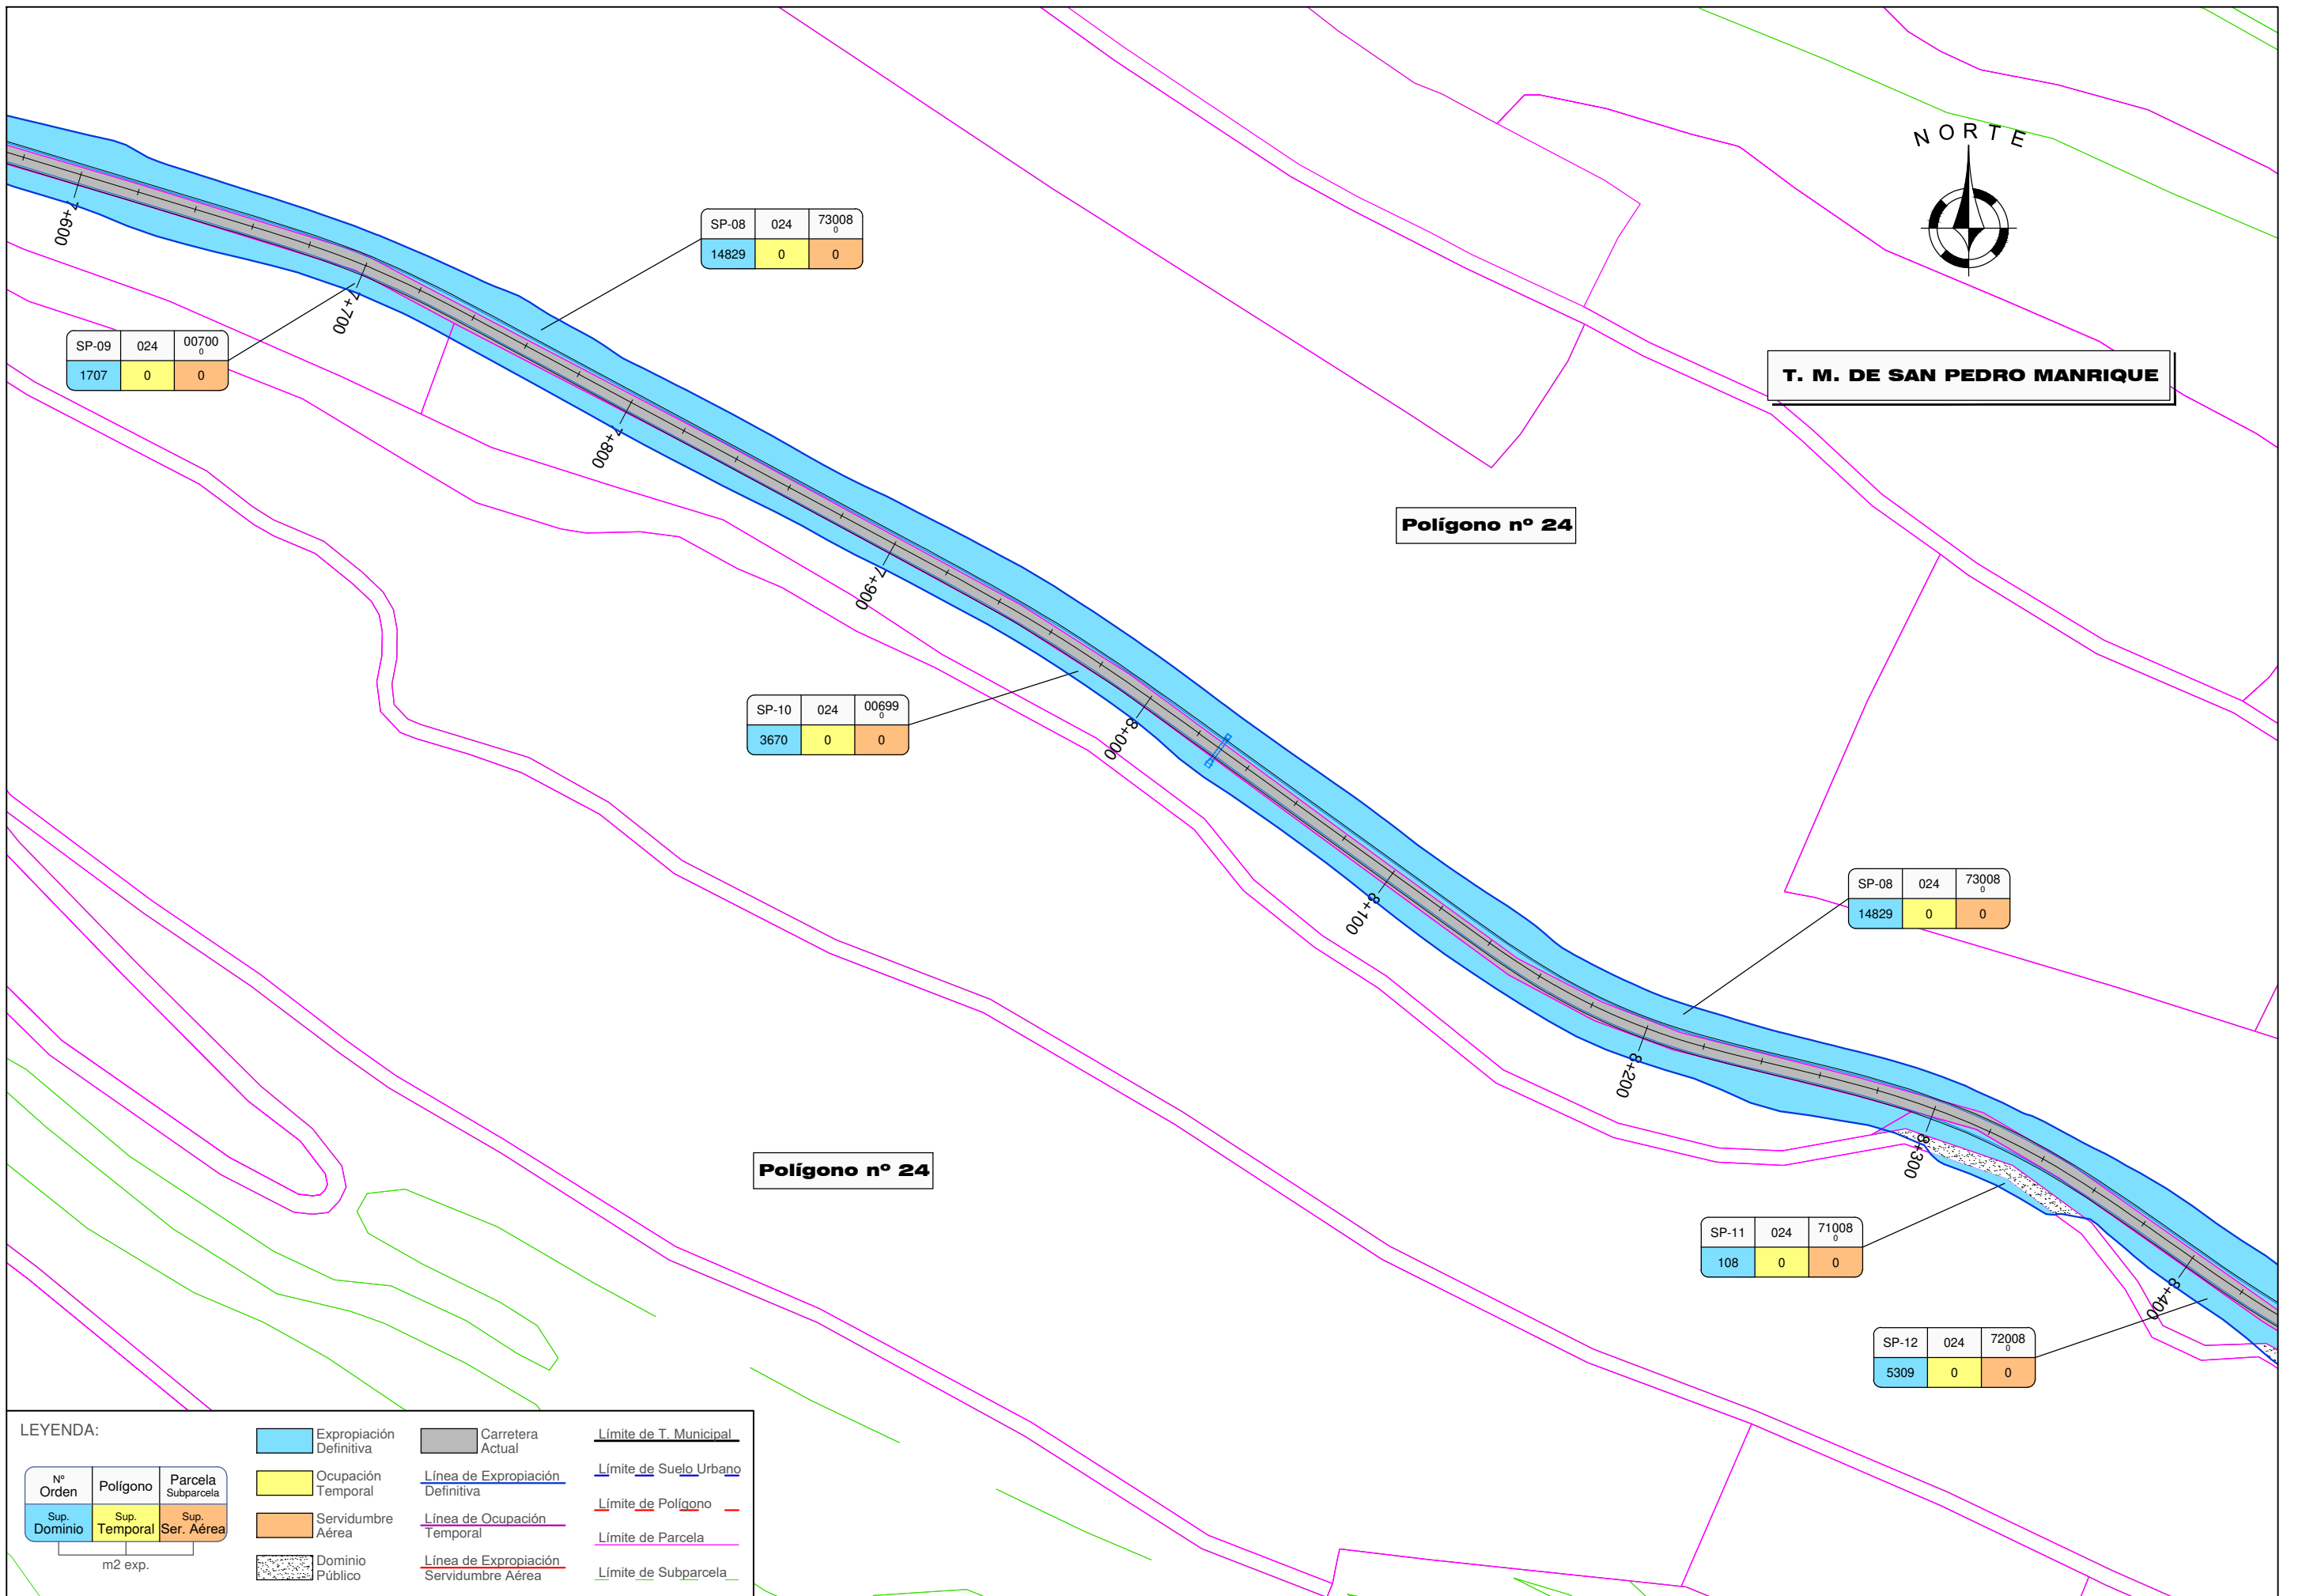 NORTE
7+600
SP-08 024 73008
0
14829 0 0
7+700
SP-09 024 00700
0
1707 0 0
T. M. DE SAN PEDRO MANRIQUE
7+800
Polígono nº 24
7+900
SP-10 024 00699
0
3670 0 0
8+000
8+100
SP-08 024 73008
0
14829 0 0
8+200
8+300
Polígono nº 24
SP-11 024 71008
0
108 0 0
8+400
SP-12 024 72008
0
5309 0 0
LEYENDA:
Nº
Orden
Polígono
Parcela
Subparcela
Sup.
Dominio
Sup.
Temporal
Sup.
Ser. Aérea
m2 exp.
Expropiación
Definitiva
Ocupación
Temporal
Servidumbre
Aérea
Dominio
Público
Carretera
Actual
Línea de Expropiación
Definitiva
Línea de Ocupación
Temporal
Línea de Expropiación
Servidumbre Aérea
Límite de T. Municipal
Límite de Suelo Urbano
Límite de Polígono
Límite de Parcela
Límite de Subparcela